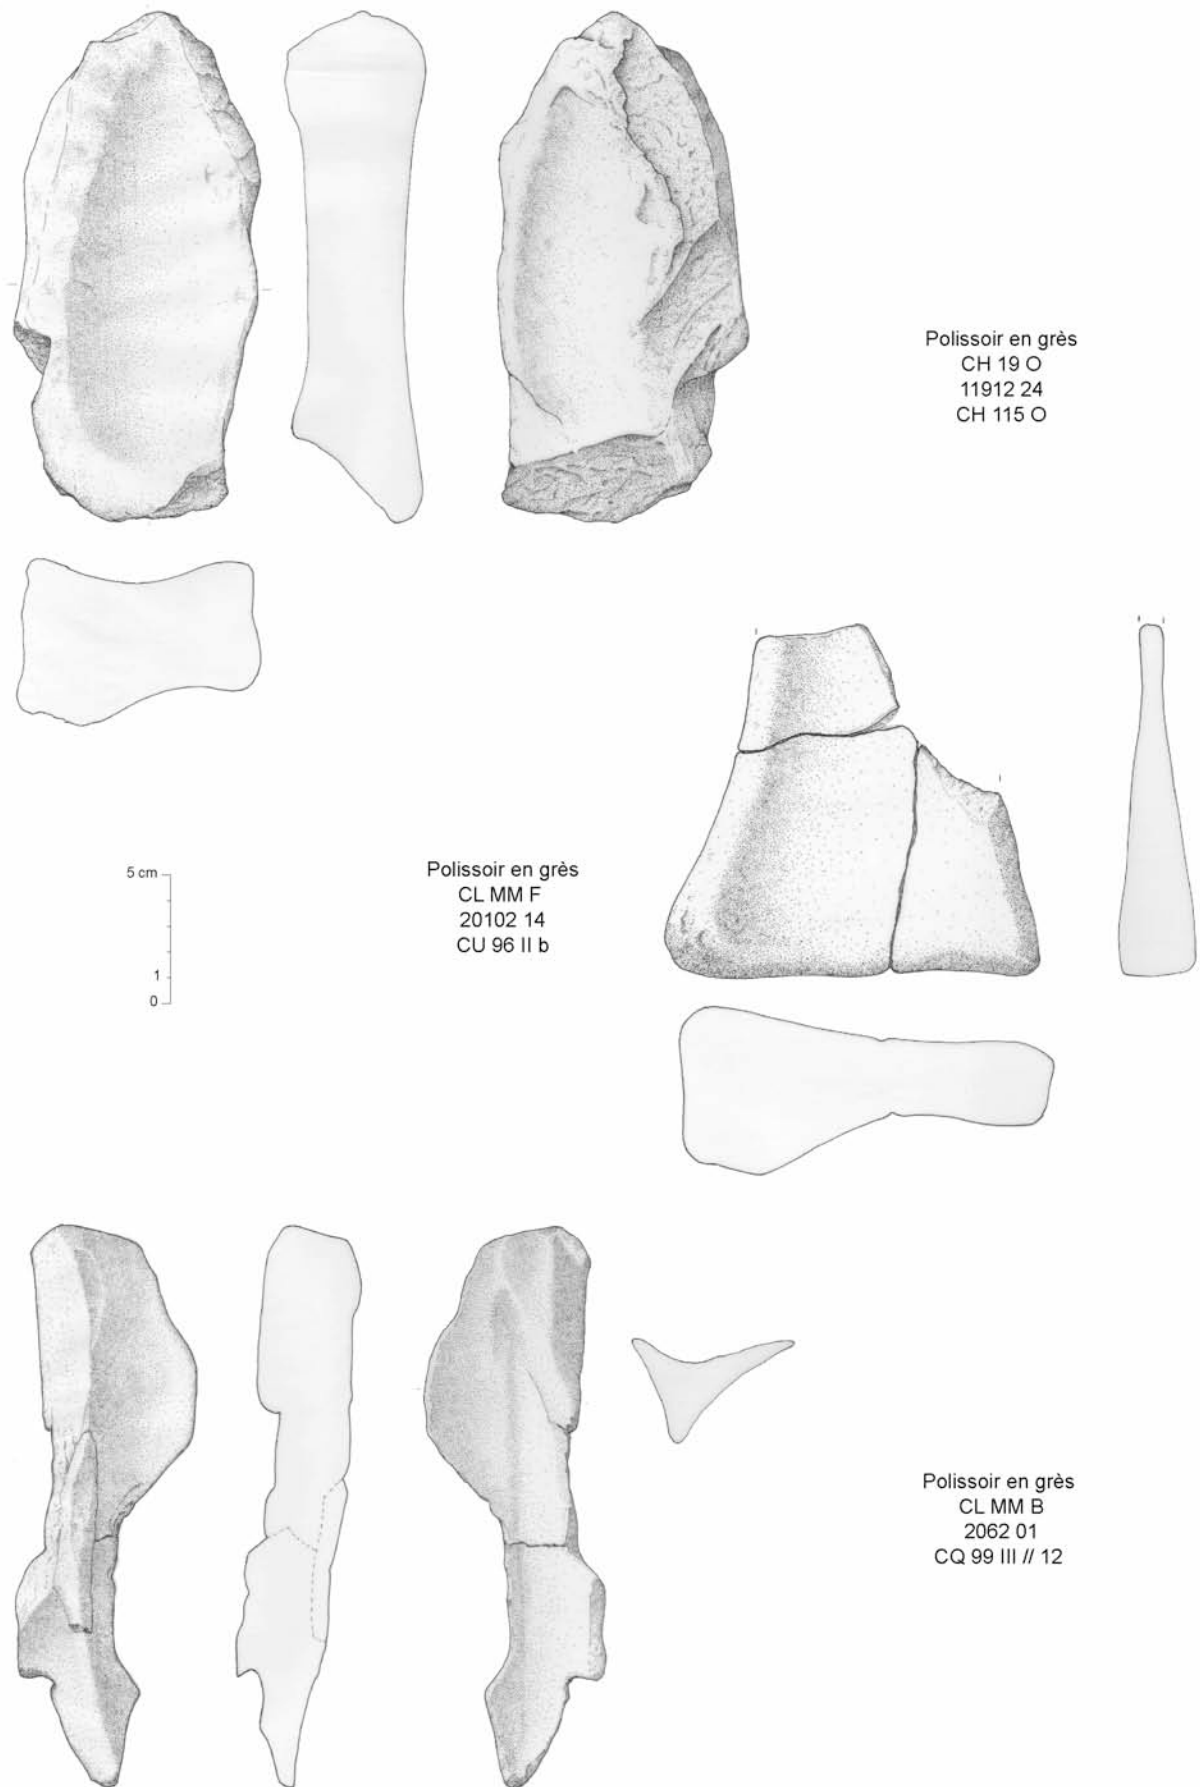 Polissoir en grès
CH 19 O
11912 24
CH 115 O
5 cm
1
0
Polissoir en grès
CL MM F
20102 14
CU 96 II b
Polissoir en grès
CL MM B
2062 01
CQ 99 III // 12